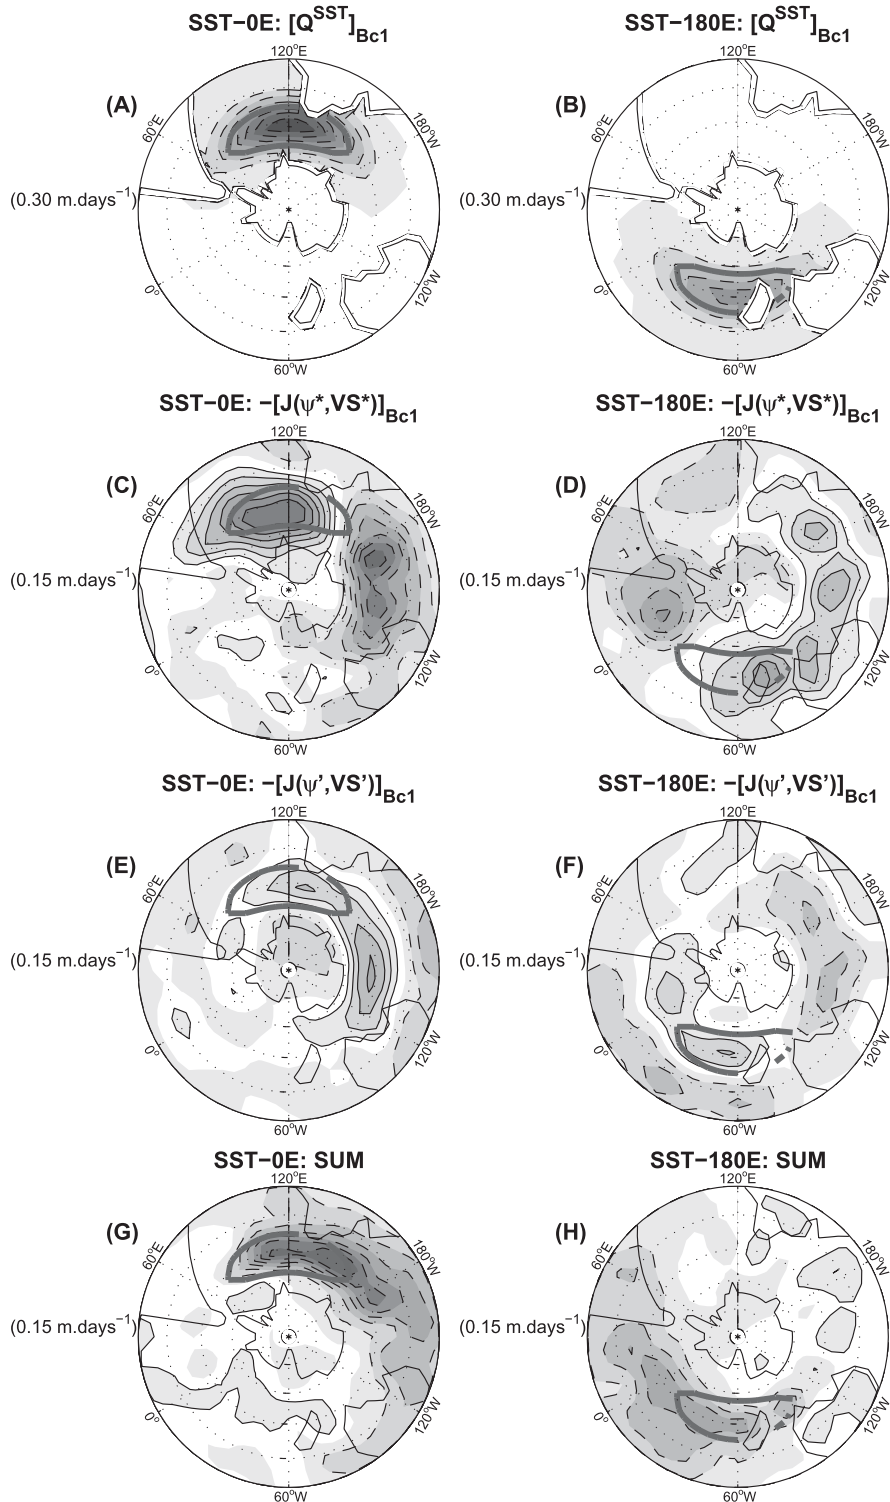 SST−0E: [Q^SST]_Bc1
SST−180E: [Q^SST]_Bc1
(A)
120°E
60°E
180°W
(0.30 m.days⁻¹)
0°
120°W
60°W
(B)
120°E
60°E
180°W
(0.30 m.days⁻¹)
0°
120°W
60°W
SST−0E: −[J(ψ*,VS*)]_Bc1
SST−180E: −[J(ψ*,VS*)]_Bc1
(C)
120°E
60°E
180°W
(0.15 m.days⁻¹)
0°
120°W
60°W
(D)
120°E
60°E
180°W
(0.15 m.days⁻¹)
0°
120°W
60°W
SST−0E: −[J(ψ’,VS’)]_Bc1
SST−180E: −[J(ψ’,VS’)]_Bc1
(E)
120°E
60°E
180°W
(0.15 m.days⁻¹)
0°
120°W
60°W
(F)
120°E
60°E
180°W
(0.15 m.days⁻¹)
0°
120°W
60°W
SST−0E: SUM
SST−180E: SUM
(G)
120°E
60°E
180°W
(0.15 m.days⁻¹)
0°
120°W
60°W
(H)
120°E
60°E
180°W
(0.15 m.days⁻¹)
0°
120°W
60°W